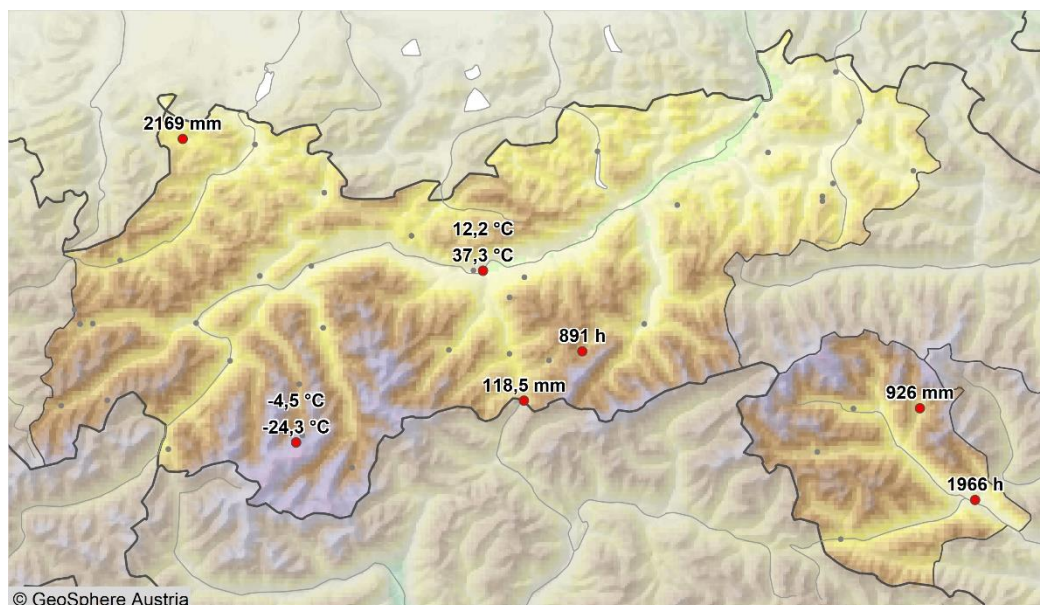 2169 mm
12,2 °C
37,3 °C
891 h
118,5 mm
-4,5 °C
-24,3 °C
926 mm
1966 h
© GeoSphere Austria